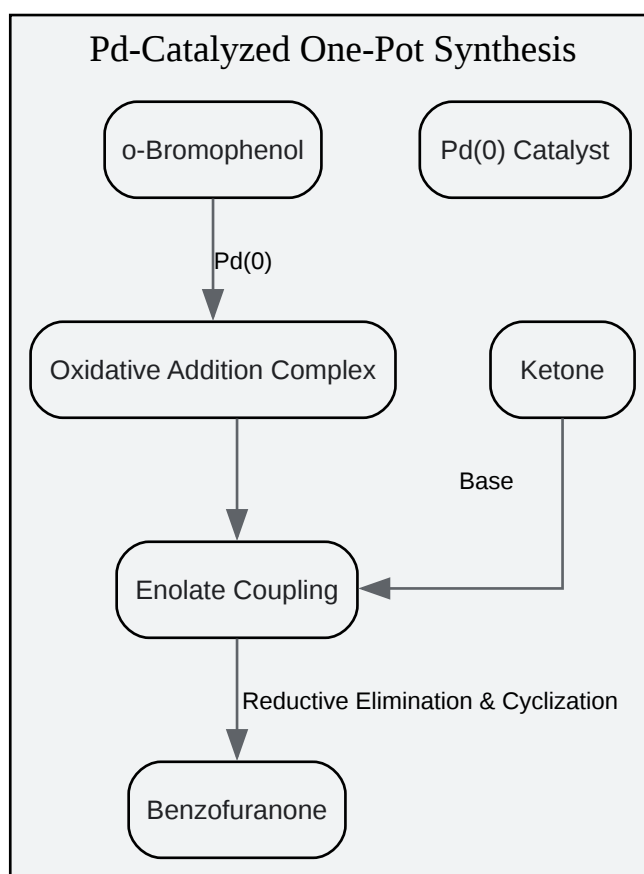 Pd-Catalyzed One-Pot Synthesis
o-Bromophenol
Pd(0) Catalyst
Pd(0)
Oxidative Addition Complex
Ketone
Base
Enolate Coupling
Reductive Elimination & Cyclization
Benzofuranone